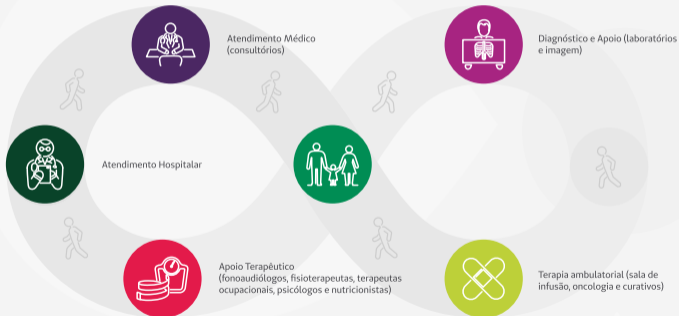 Atendimento Médico
(consultórios)
Diagnóstico e Apoio (laboratórios
e imagem)
Atendimento Hospitalar
Apoio Terapêutico
(fonoaudiólogos, fisioterapeutas, terapeutas
ocupacionais, psicólogos e nutricionistas)
Terapia ambulatorial (sala de
infusão, oncologia e curativos)